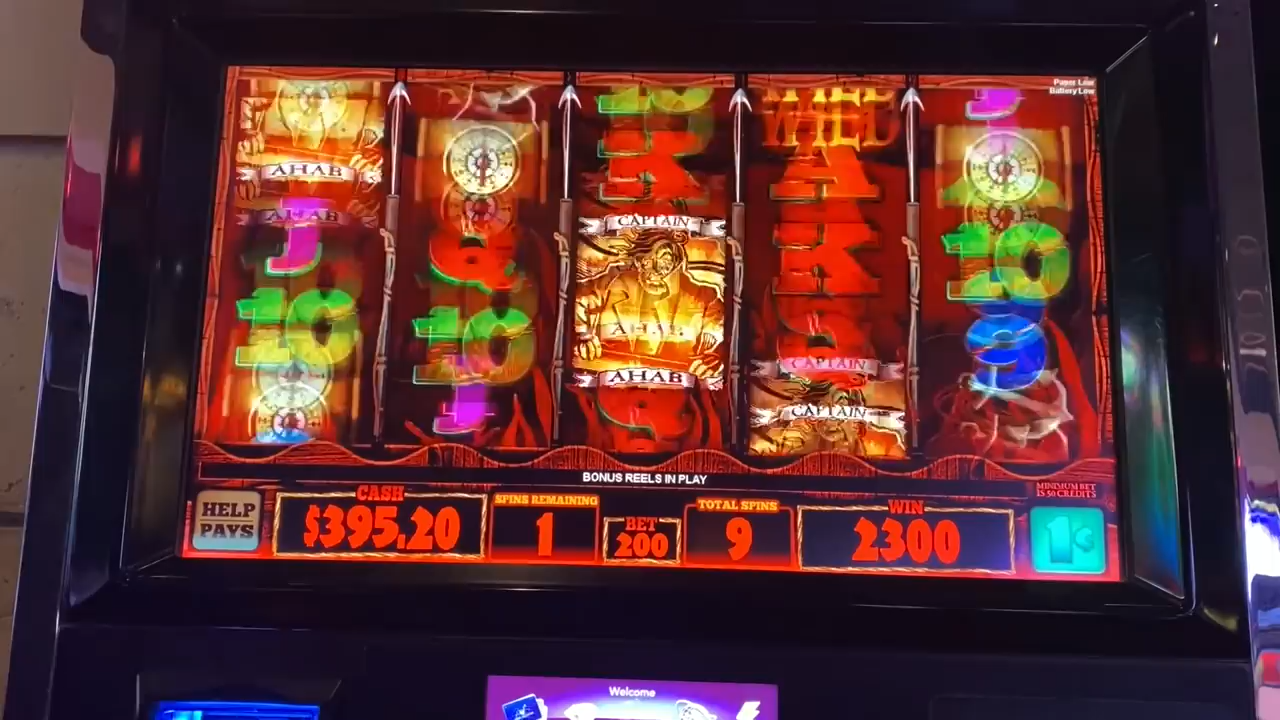 Paper Low
Battery Low
WILD
AHAB
AHAB
J
10
Q
10
J
10
K
CAPTAIN
AHAB
AHAB
A
K
CAPTAIN
CAPTAIN
J
10
9
BONUS REELS IN PLAY
HELP
PAYS
CASH
$395.20
SPINS REMAINING
1
BET
200
TOTAL SPINS
9
WIN
2300
MINIMUM BET
IS 50 CREDITS
1¢
Welcome